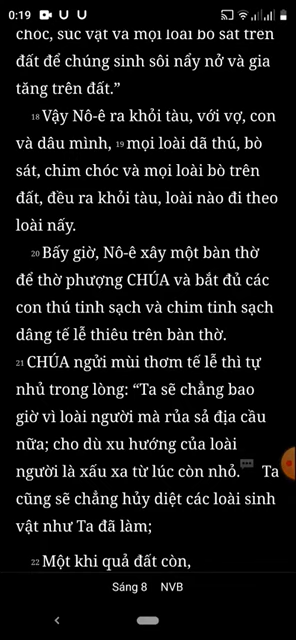 0:19
chóc, súc vật và mọi loài bò sát trên
đất để chúng sinh sôi nẩy nở và gia
tăng trên đất.”
18 Vậy Nô-ê ra khỏi tàu, với vợ, con
và dâu mình, 19 mọi loài dã thú, bò
sát, chim chóc và mọi loài bò trên
đất, đều ra khỏi tàu, loài nào đi theo
loài nấy.
20 Bấy giờ, Nô-ê xây một bàn thờ
để thờ phượng CHÚA và bắt đủ các
con thú tinh sạch và chim tinh sạch
dâng tế lễ thiêu trên bàn thờ.
21 CHÚA ngửi mùi thơm tế lễ thì tự
nhủ trong lòng: “Ta sẽ chẳng bao
giờ vì loài người mà rủa sả địa cầu
nữa; cho dù xu hướng của loài
người là xấu xa từ lúc còn nhỏ. Ta
cũng sẽ chẳng hủy diệt các loài sinh
vật như Ta đã làm;
22 Một khi quả đất còn,
Sáng 8 NVB